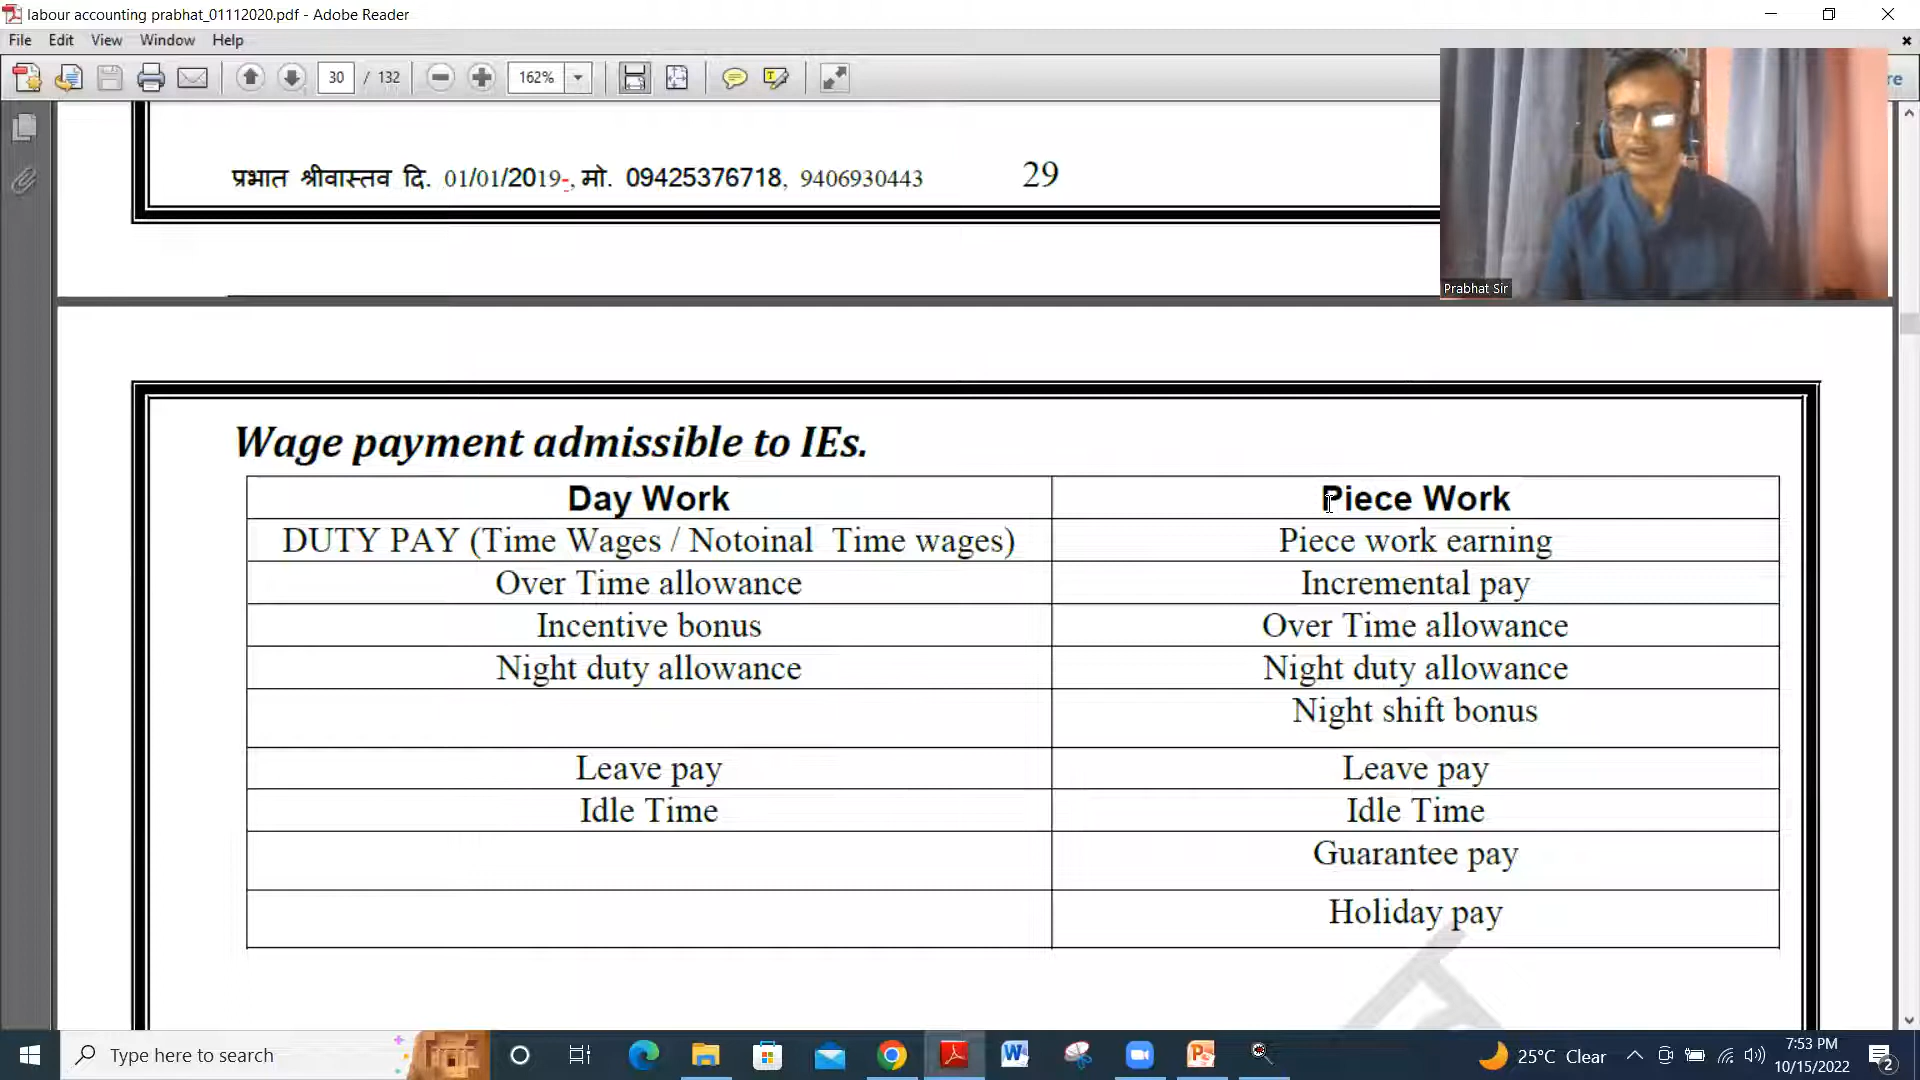 labour accounting prabhat_01112020.pdf - Adobe Reader
File Edit View Window Help
30 / 132 162%
प्रभात श्रीवास्तव दि. 01/01/2019-, मो. 09425376718, 9406930443 29
Prabhat Sir
Wage payment admissible to IEs.
Day Work Piece Work
DUTY PAY (Time Wages / Notoinal Time wages) Piece work earning
Over Time allowance Incremental pay
Incentive bonus Over Time allowance
Night duty allowance Night duty allowance
Night shift bonus
Leave pay Leave pay
Idle Time Idle Time
Guarantee pay
Holiday pay
Type here to search
25°C Clear
7:53 PM
10/15/2022
2